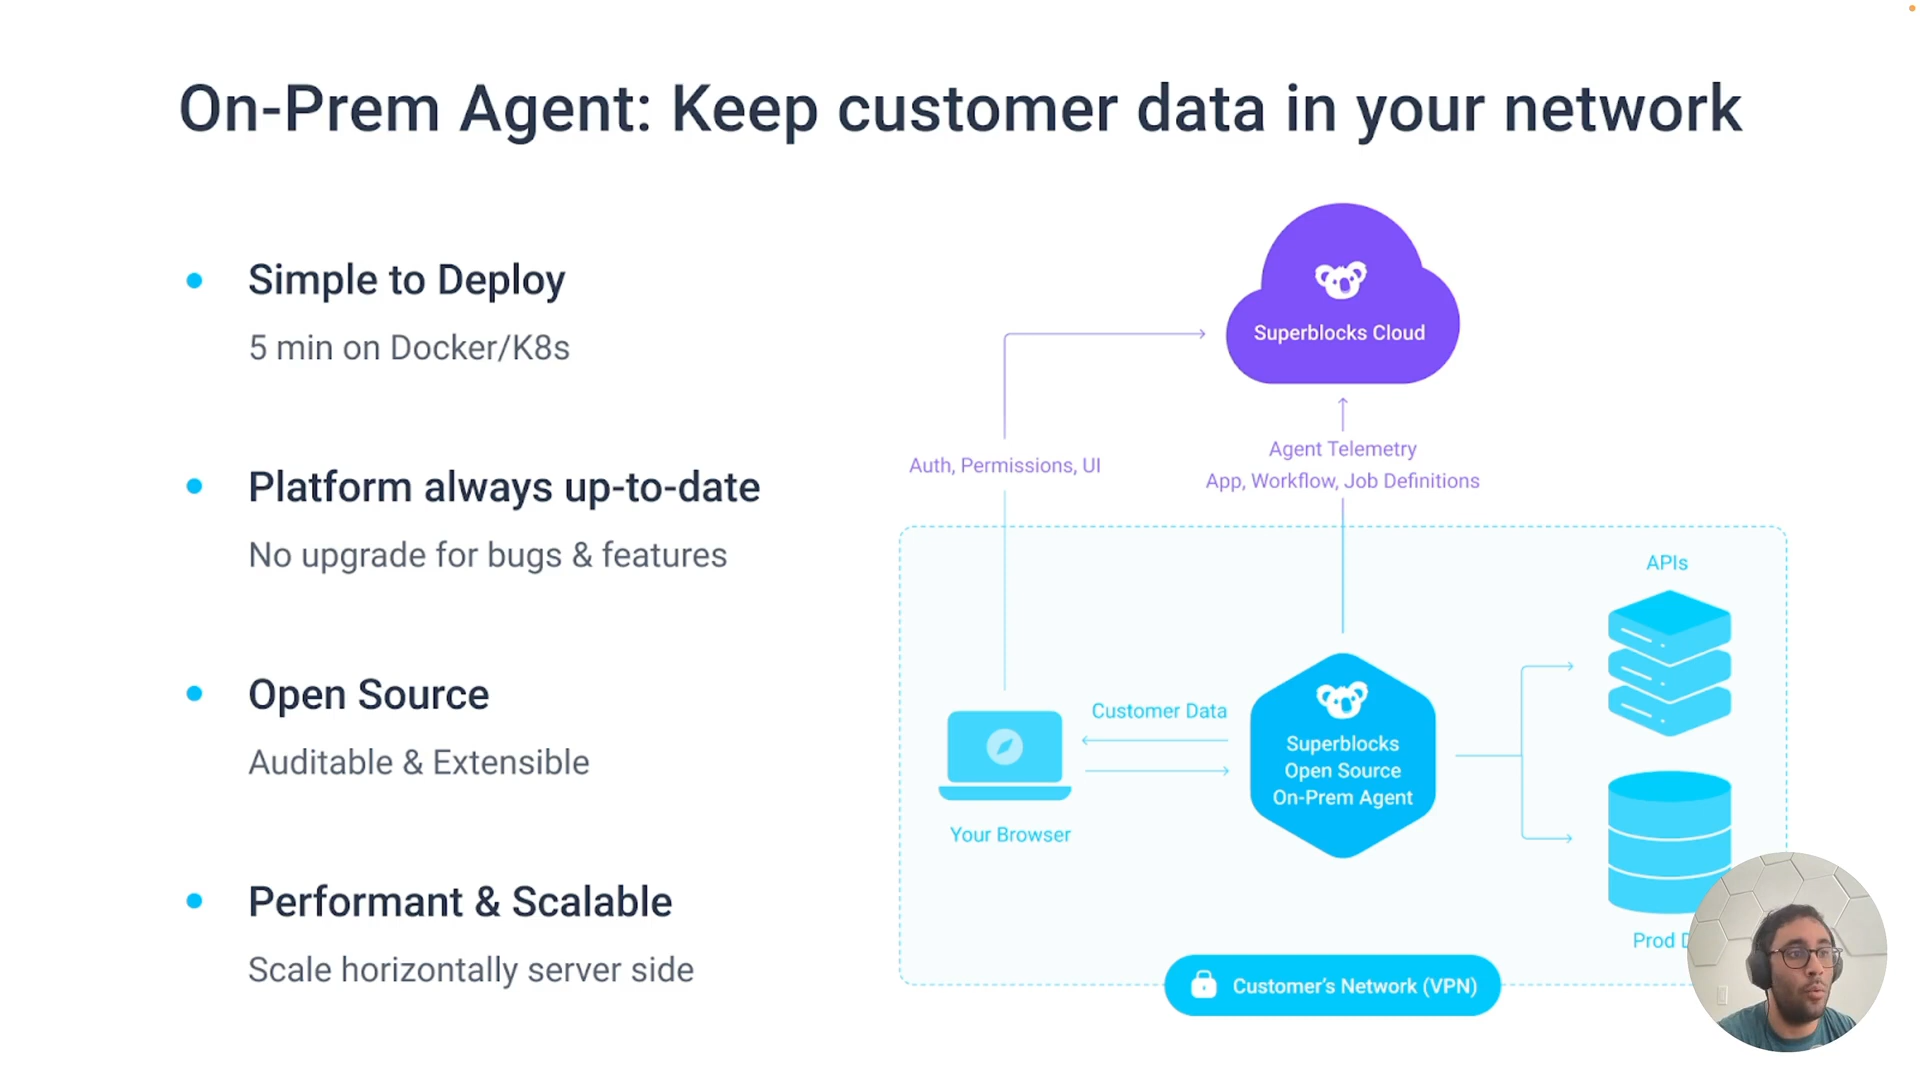 On-Prem Agent: Keep customer data in your network
Simple to Deploy
5 min on Docker/K8s
Platform always up-to-date
No upgrade for bugs & features
Open Source
Auditable & Extensible
Performant & Scalable
Scale horizontally server side
Superblocks Cloud
Auth, Permissions, UI
Agent Telemetry
App, Workflow, Job Definitions
APIs
Customer Data
Superblocks
Open Source
On-Prem Agent
Your Browser
Prod
Customer's Network (VPN)